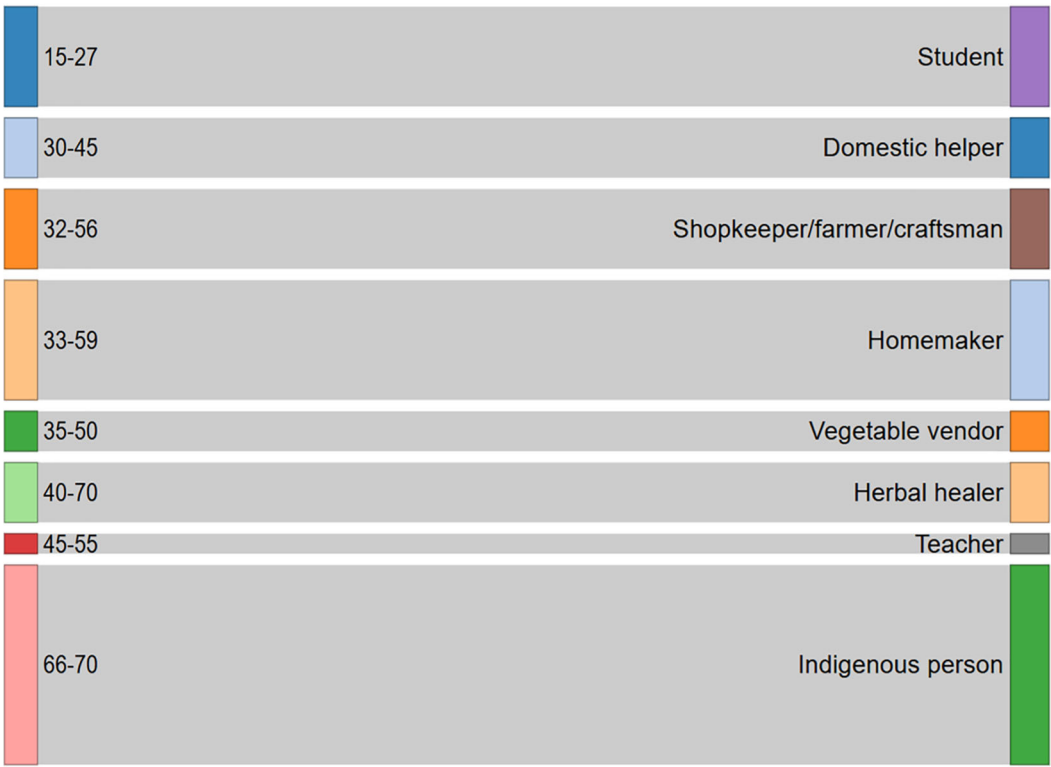 15-27 Student
30-45 Domestic helper
32-56 Shopkeeper/farmer/craftsman
33-59 Homemaker
35-50 Vegetable vendor
40-70 Herbal healer
45-55 Teacher
66-70 Indigenous person